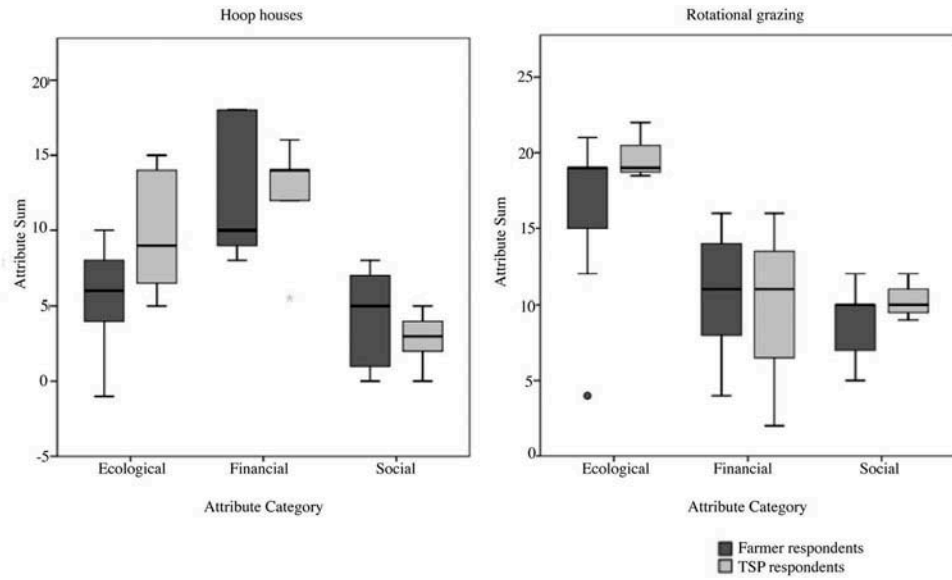 Hoop houses
20
15
10
5
0
-5
Attribute Sum
Ecological Financial Social
Attribute Category
Rotational grazing
25
20
15
10
5
0
Attribute Sum
Ecological Financial Social
Attribute Category
Farmer respondents
TSP respondents